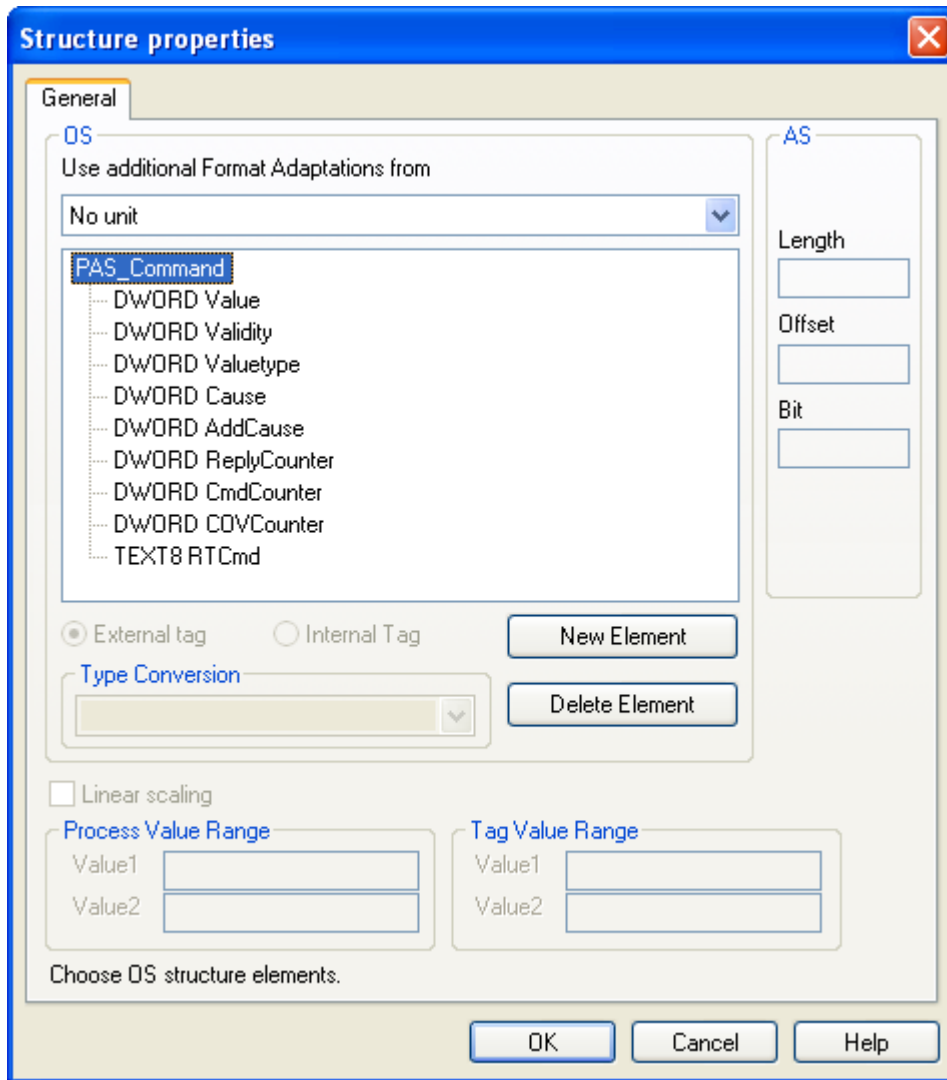 Structure properties
General
OS
Use additional Format Adaptations from
No unit
PAS_Command
DWORD Value
DWORD Validity
DWORD Valuetype
DWORD Cause
DWORD AddCause
DWORD ReplyCounter
DWORD CmdCounter
DWORD COVCounter
TEXT8 RTCmd
External tag
Internal Tag
New Element
Type Conversion
Delete Element
AS
Length
Offset
Bit
Linear scaling
Process Value Range
Value1
Value2
Tag Value Range
Value1
Value2
Choose OS structure elements.
OK
Cancel
Help